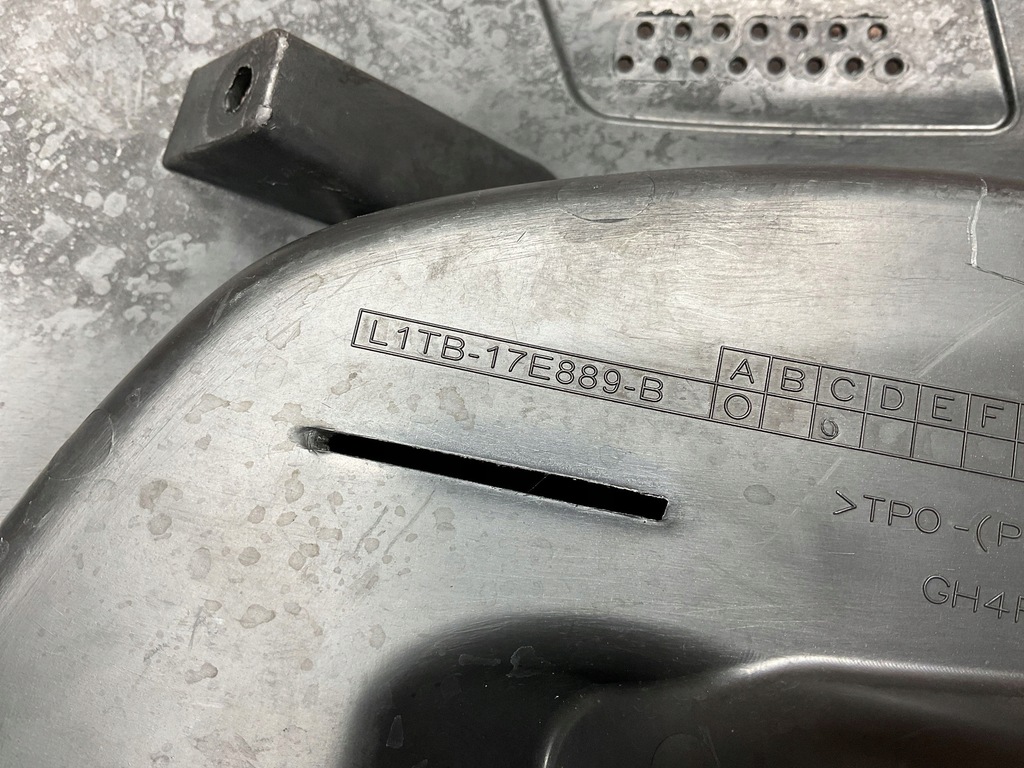 L1TB-17E889-B
A B C D E F
O
>TPO-(P
GH4